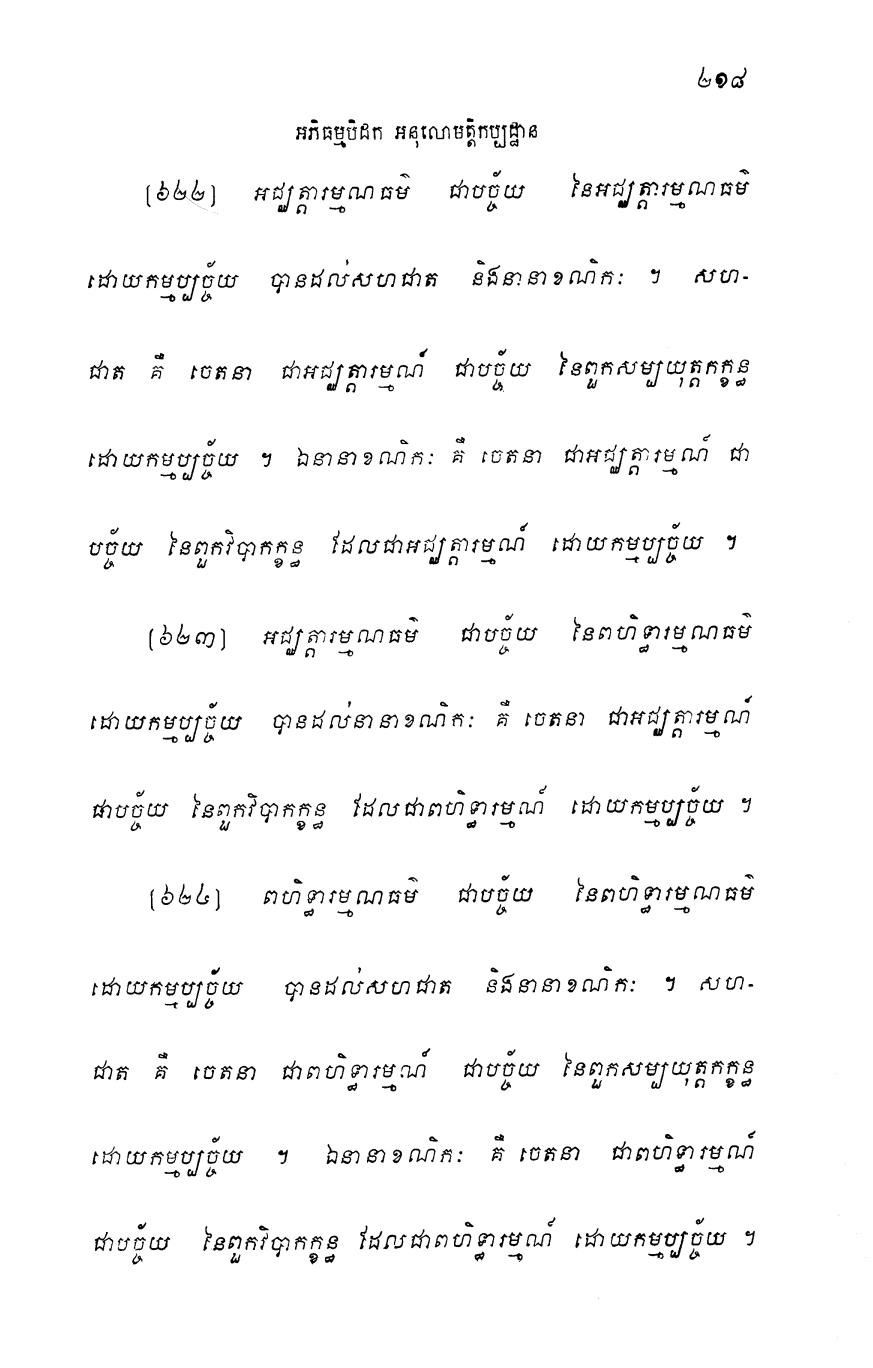 ២១៨
អភិធម្មបិដក អនុលោមត្តិកប្បដ្ឋាន
[៦២២] អជ្ឈត្តារម្មណធម៌ ជាបច្ច័យ នៃអជ្ឈត្តារម្មណធម៌
ដោយកម្មប្បច្ច័យ បានដល់សហជាត និងនានាខណិកៈ ។ សហ-
ជាត គឺ ចេតនា ជាអជ្ឈត្តារម្មណ៍ ជាបច្ច័យ នៃពួកសម្បយុត្តកក្ខន្ធ
ដោយកម្មប្បច្ច័យ ។ ឯនានាខណិកៈ គឺ ចេតនា ជាអជ្ឈត្តារម្មណ៍ ជា
បច្ច័យ នៃពួកវិបាកក្ខន្ធ ដែលជាអជ្ឈត្តារម្មណ៍ ដោយកម្មប្បច្ច័យ ។
[៦២៣] អជ្ឈត្តារម្មណធម៌ ជាបច្ច័យ នៃពហិទ្ធារម្មណធម៌
ដោយកម្មប្បច្ច័យ បានដល់នានាខណិកៈ គឺ ចេតនា ជាអជ្ឈត្តារម្មណ៍
ជាបច្ច័យ នៃពួកវិបាកក្ខន្ធ ដែលជាពហិទ្ធារម្មណ៍ ដោយកម្មប្បច្ច័យ ។
[៦២៤] ពហិទ្ធារម្មណធម៌ ជាបច្ច័យ នៃពហិទ្ធារម្មណធម៌
ដោយកម្មប្បច្ច័យ បានដល់សហជាត និងនានាខណិកៈ ។ សហ-
ជាត គឺ ចេតនា ជាពហិទ្ធារម្មណ៍ ជាបច្ច័យ នៃពួកសម្បយុត្តកក្ខន្ធ
ដោយកម្មប្បច្ច័យ ។ ឯនានាខណិកៈ គឺ ចេតនា ជាពហិទ្ធារម្មណ៍
ជាបច្ច័យ នៃពួកវិបាកក្ខន្ធ ដែលជាពហិទ្ធារម្មណ៍ ដោយកម្មប្បច្ច័យ ។